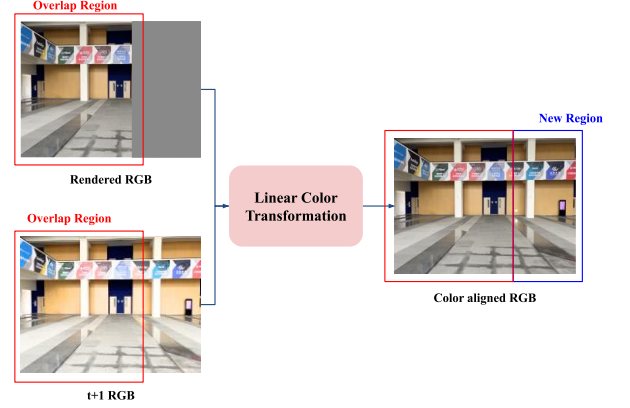 Overlap Region
Rendered RGB
Overlap Region
t+1 RGB
Linear Color
Transformation
New Region
Color aligned RGB